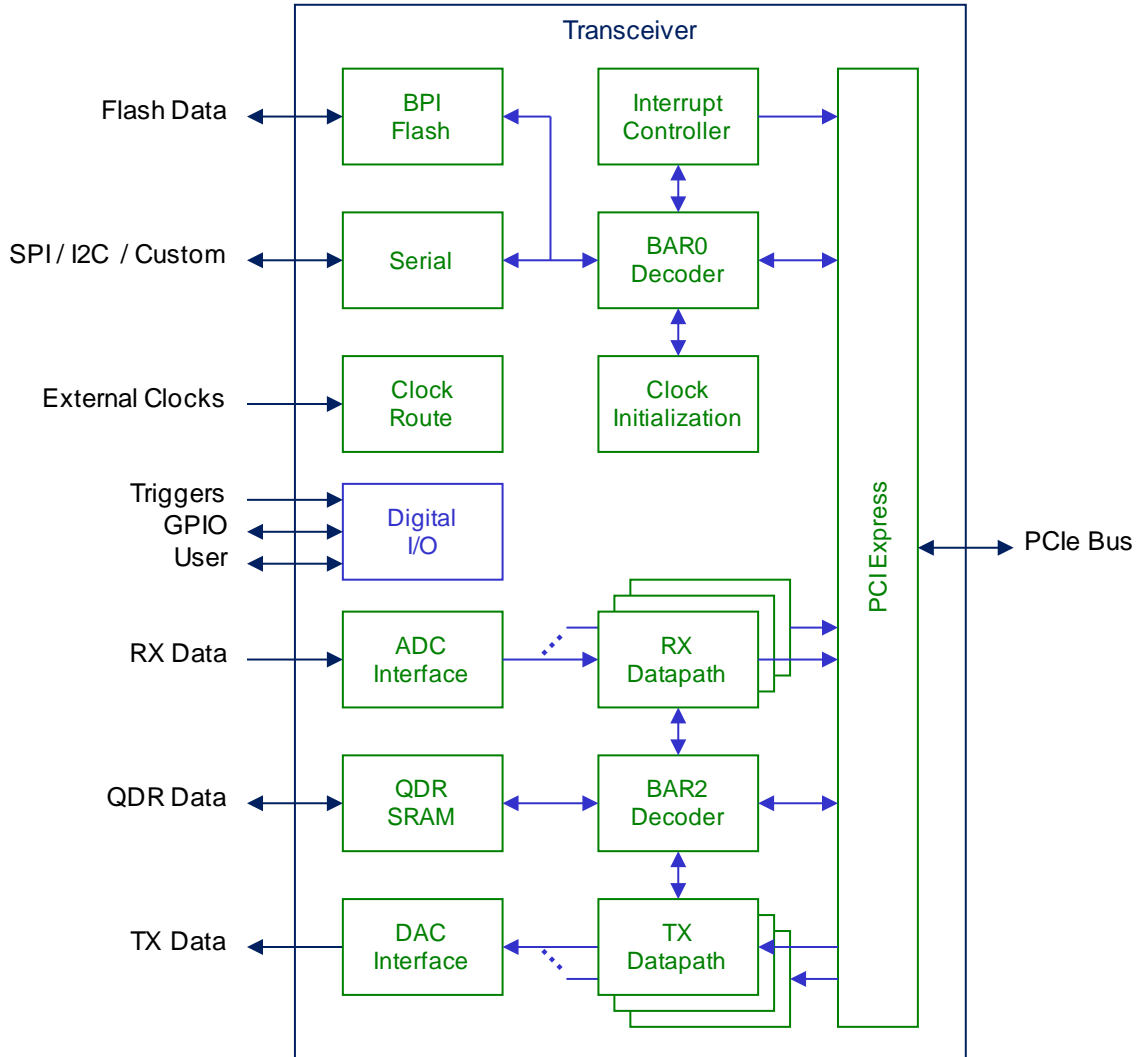 Transceiver
Flash Data
BPI
Flash
Interrupt
Controller
SPI / I2C / Custom
Serial
BAR0
Decoder
External Clocks
Clock
Route
Clock
Initialization
Triggers
GPIO
User
Digital
I/O
PCI Express
PCIe Bus
RX Data
ADC
Interface
RX
Datapath
QDR Data
QDR
SRAM
BAR2
Decoder
TX Data
DAC
Interface
TX
Datapath